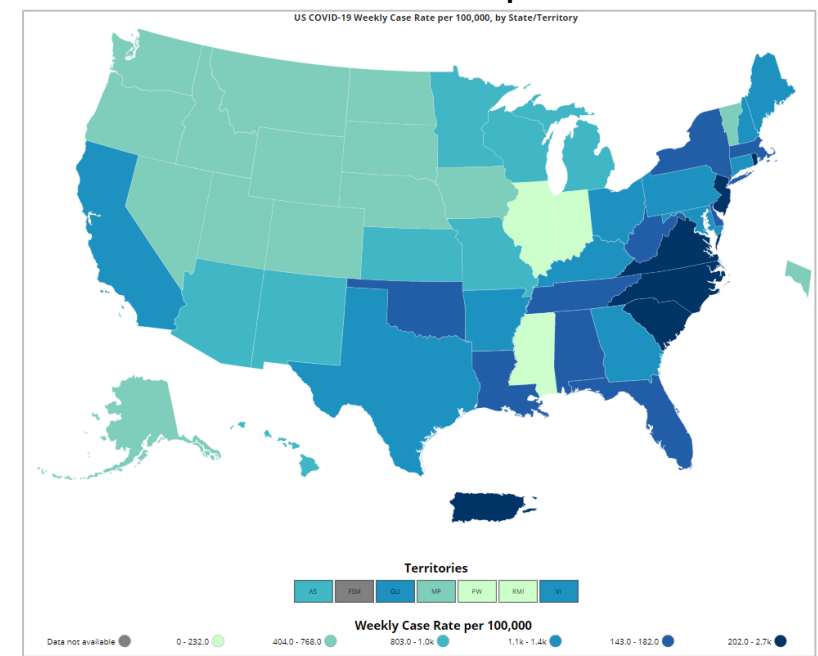 US COVID-19 Weekly Case Rate per 100,000, by State/Territory
Territories
AS FSM GU MP PW RMI VI
Weekly Case Rate per 100,000
Data not available 0 - 232.0 404.0 - 768.0 803.0 - 1.0k 1.1k - 1.4k 143.0 - 182.0 202.0 - 2.7k